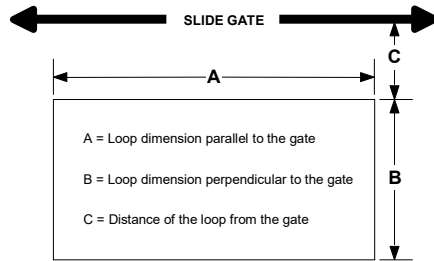 SLIDE GATE
C
A
A = Loop dimension parallel to the gate
B = Loop dimension perpendicular to the gate
B
C = Distance of the loop from the gate